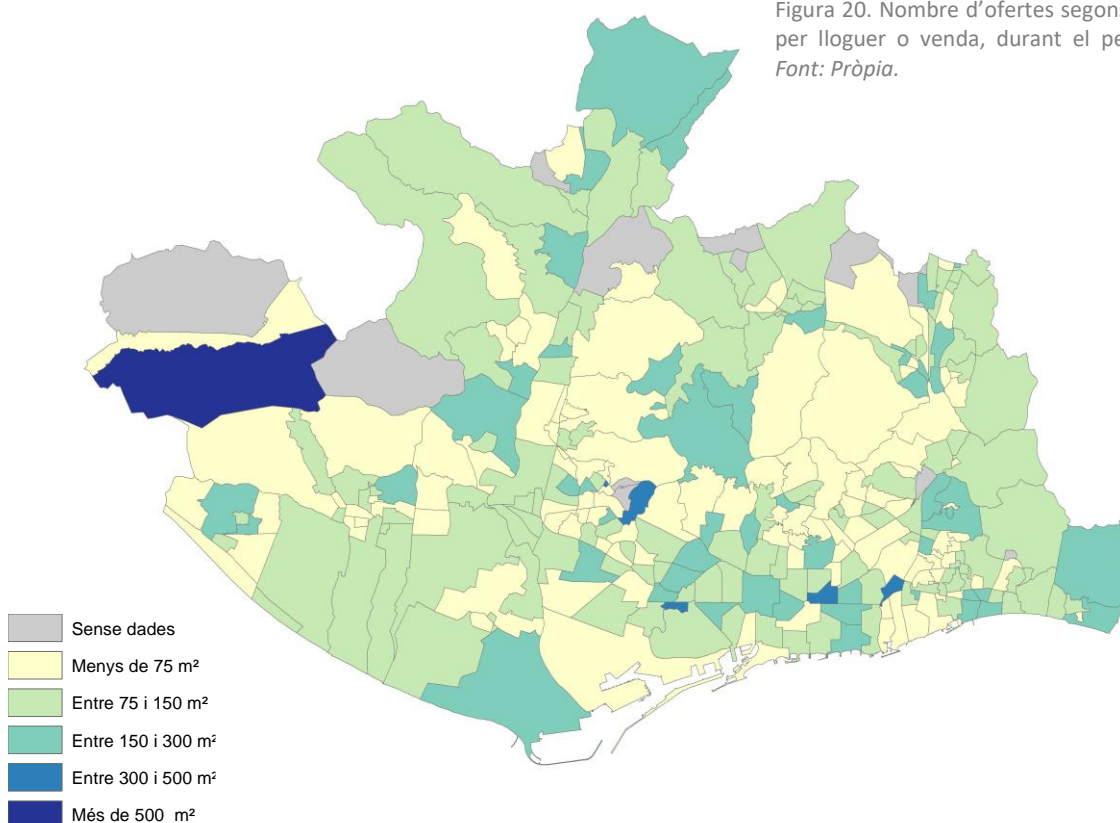 Figura 20. Nombre d’ofertes segons
per lloguer o venda, durant el pe
Font: Pròpia.
Sense dades
Menys de 75 m²
Entre 75 i 150 m²
Entre 150 i 300 m²
Entre 300 i 500 m²
Més de 500 m²